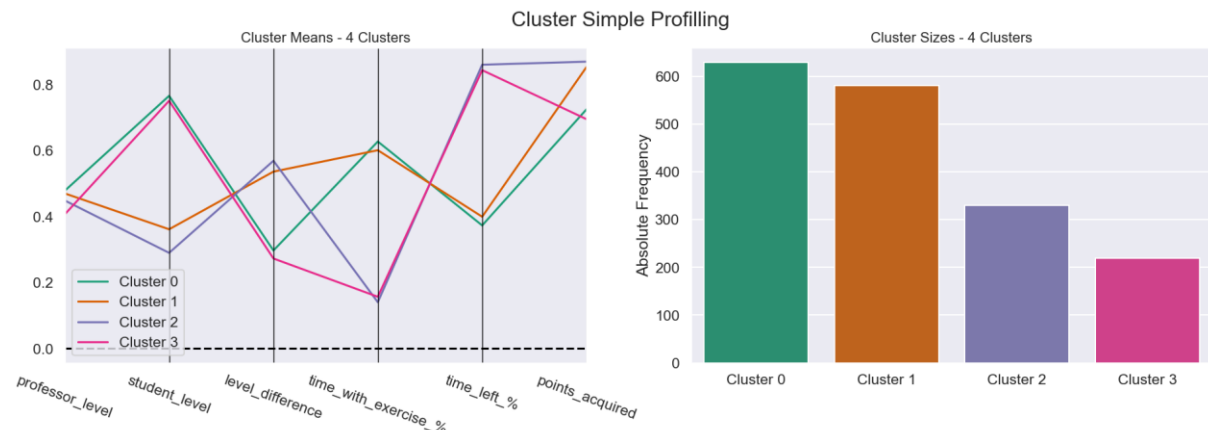 Cluster Simple Profilling
Cluster Means - 4 Clusters
0.8
0.6
0.4
0.2
0.0
Cluster 0
Cluster 1
Cluster 2
Cluster 3
professor_level
student_level
level_difference
time_with_exercise_%
time_left_%
points_acquired
Cluster Sizes - 4 Clusters
Absolute Frequency
600
500
400
300
200
100
0
Cluster 0
Cluster 1
Cluster 2
Cluster 3